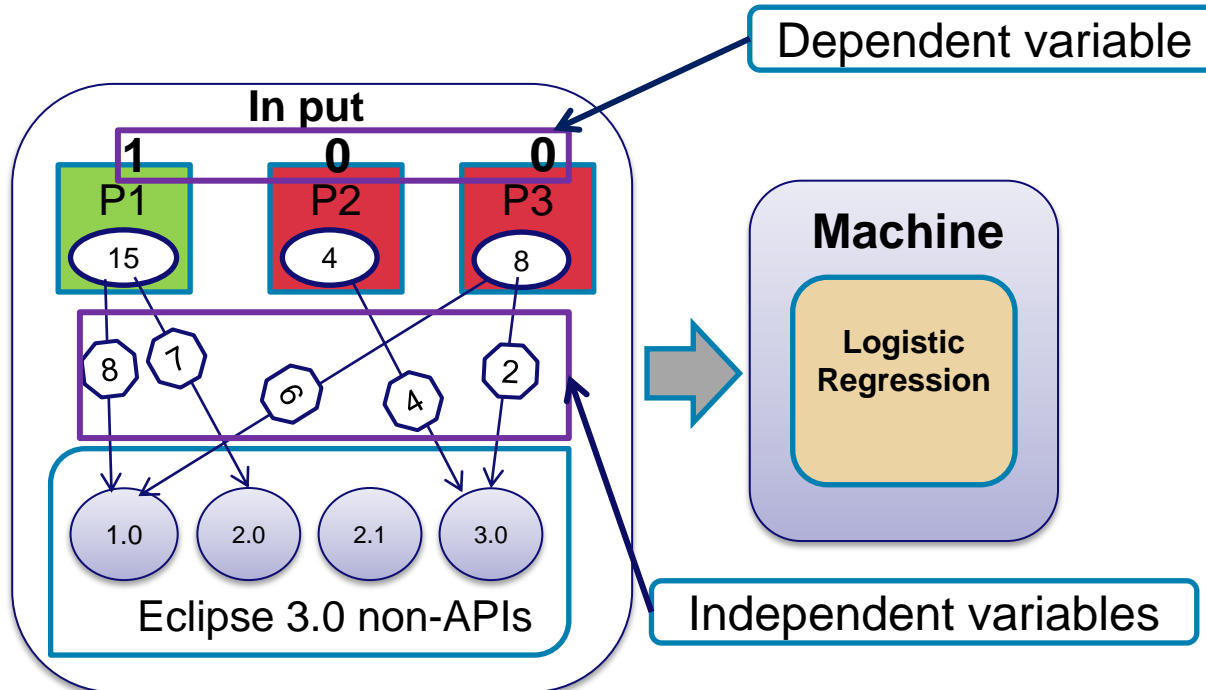 Dependent variable
In put
1 0 0
P1 P2 P3
15 4 8
8 7 6 4 2
1.0 2.0 2.1 3.0
Eclipse 3.0 non-APIs
Machine
Logistic
Regression
Independent variables